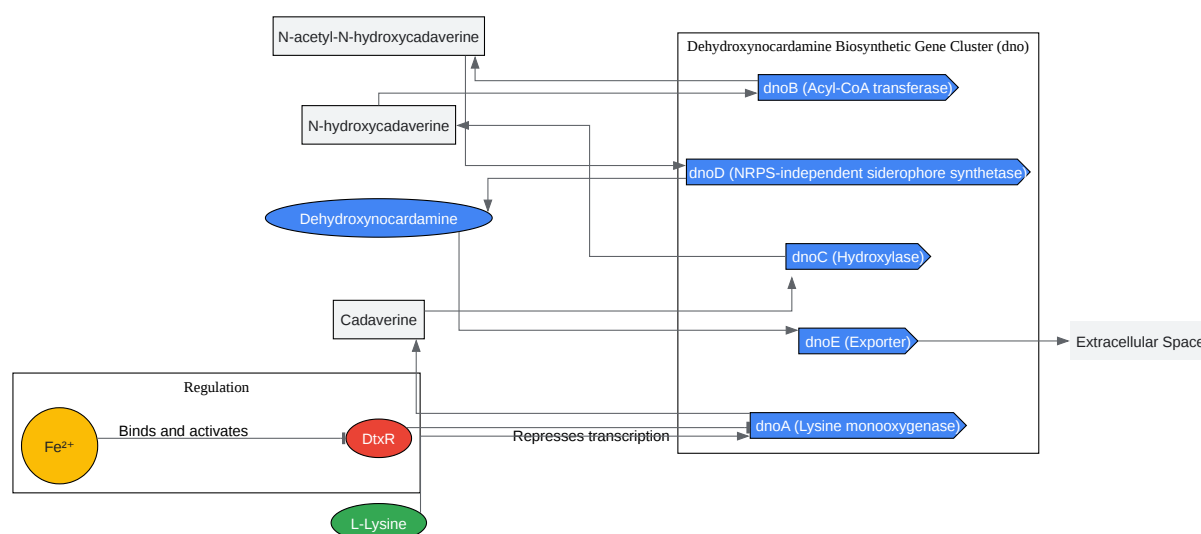 N-acetyl-N-hydroxycadaverine
Dehydroxynocardamine Biosynthetic Gene Cluster (dno)
dnoB (Acyl-CoA transferase)
N-hydroxycadaverine
dnoD (NRPS-independent siderophore synthetase)
Dehydroxynocardamine
dnoC (Hydroxylase)
Cadaverine
dnoE (Exporter)
Extracellular Space
Regulation
Fe²⁺
Binds and activates
DtxR
Represses transcription
dnoA (Lysine monooxygenase)
L-Lysine